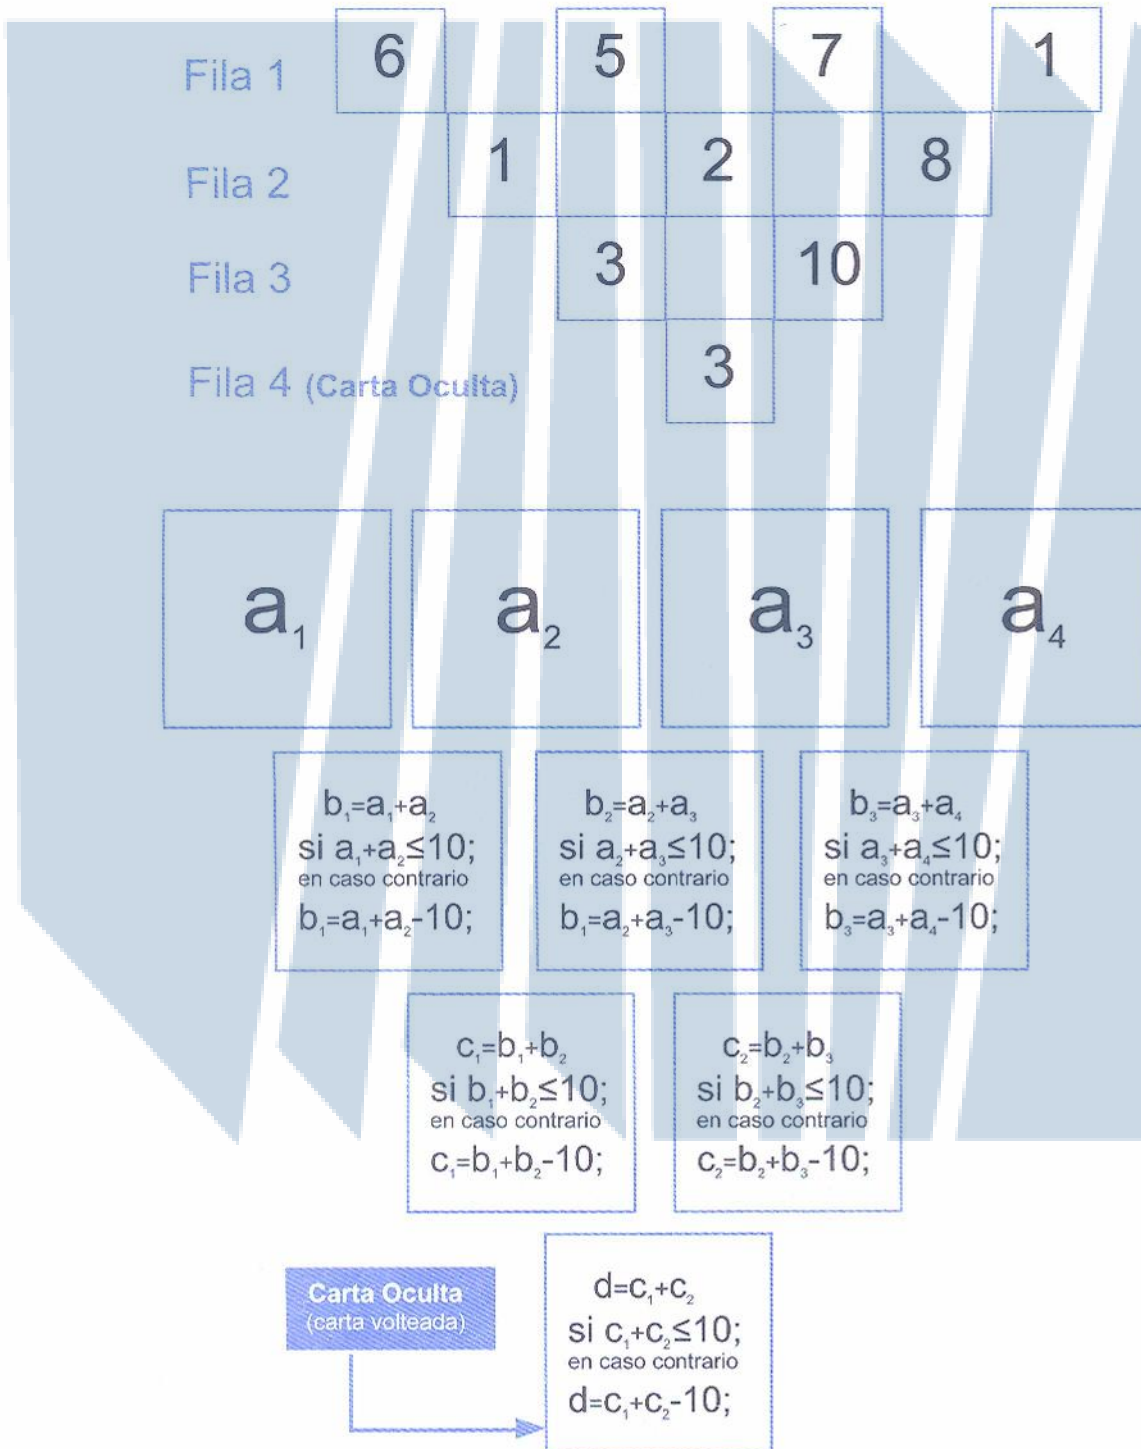 Fila 1 6 5 7 1
Fila 2 1 2 8
Fila 3 3 10
Fila 4 (Carta Oculta) 3
a₁ a₂ a₃ a₄
b₁=a₁+a₂
si a₁+a₂≤10;
en caso contrario
b₁=a₁+a₂-10;
b₂=a₂+a₃
si a₂+a₃≤10;
en caso contrario
b₁=a₂+a₃-10;
b₃=a₃+a₄
si a₃+a₄≤10;
en caso contrario
b₃=a₃+a₄-10;
c₁=b₁+b₂
si b₁+b₂≤10;
en caso contrario
c₁=b₁+b₂-10;
c₂=b₂+b₃
si b₂+b₃≤10;
en caso contrario
c₂=b₂+b₃-10;
Carta Oculta
(carta volteada)
d=c₁+c₂
si c₁+c₂≤10;
en caso contrario
d=c₁+c₂-10;